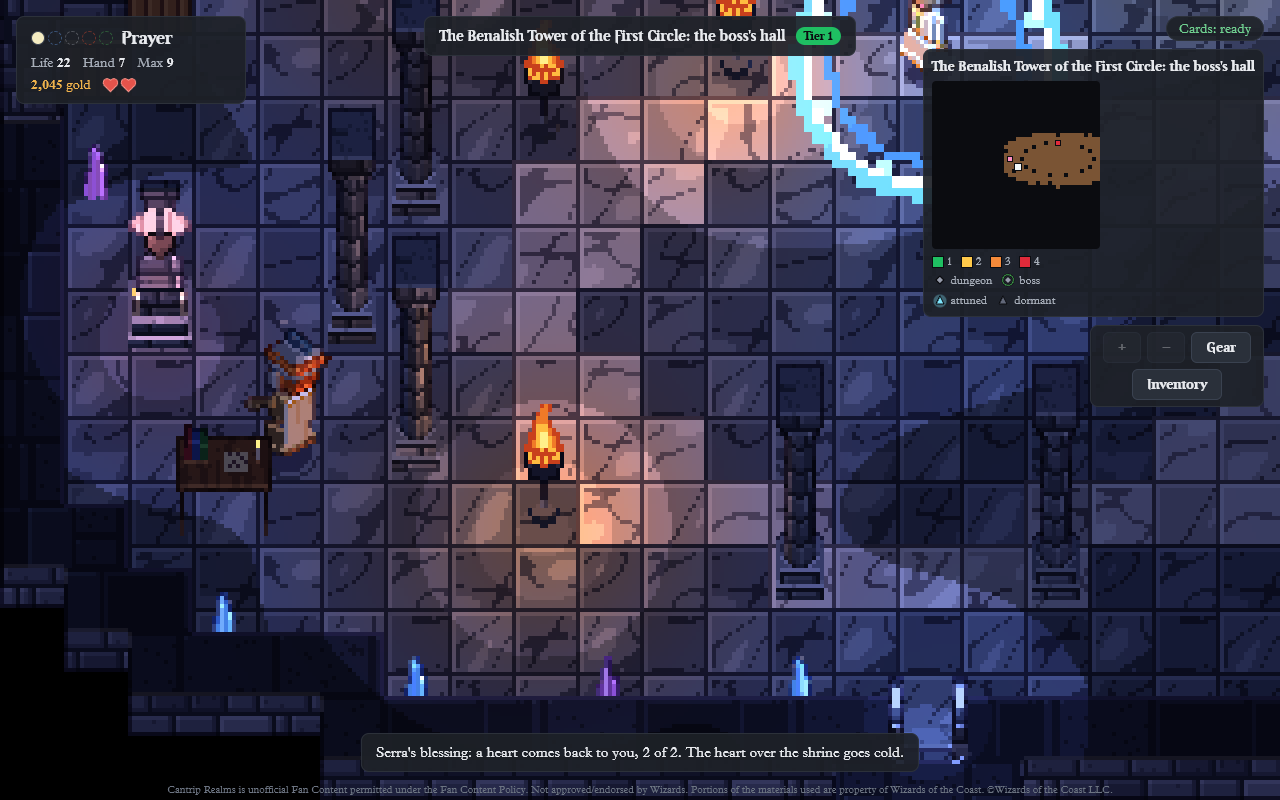 Prayer
Life 22 Hand 7 Max 9
2,045 gold
The Benalish Tower of the First Circle: the boss's hall Tier 1
Cards: ready
The Benalish Tower of the First Circle: the boss's hall
1 2 3 4
dungeon boss
attuned dormant
+ − Gear
Inventory
Serra's blessing: a heart comes back to you, 2 of 2. The heart over the shrine goes cold.
Cantrip Realms is unofficial Fan Content permitted under the Fan Content Policy. Not approved/endorsed by Wizards. Portions of the materials used are property of Wizards of the Coast. ©Wizards of the Coast LLC.